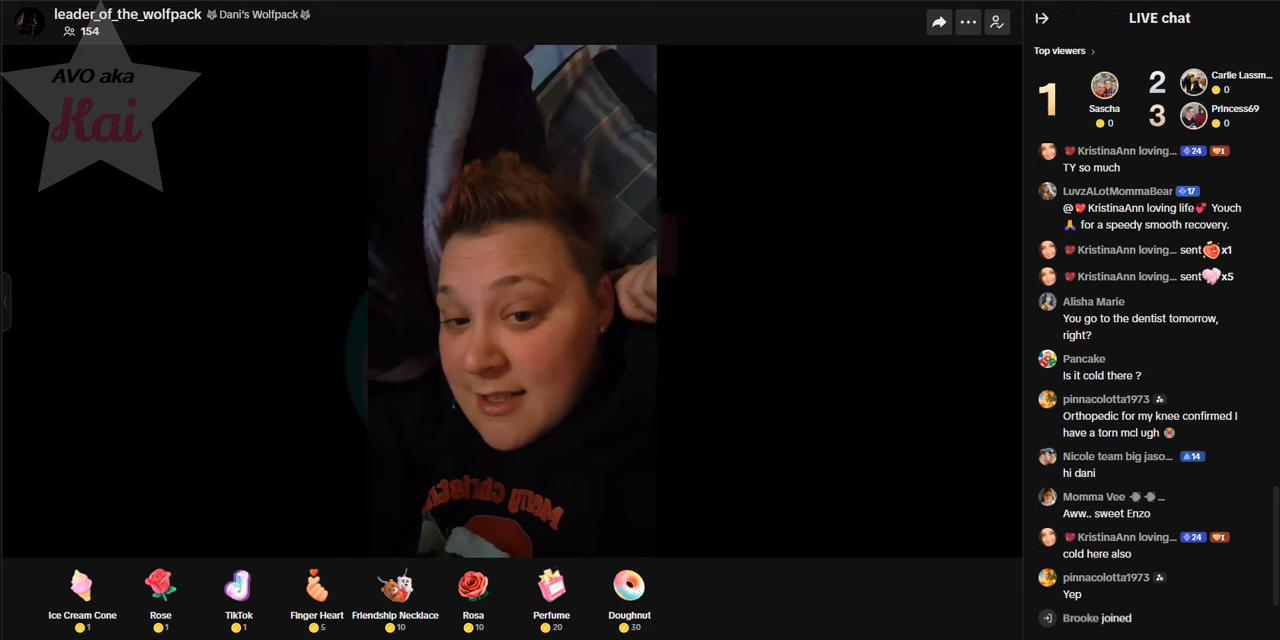 leader_of_the_wolfpack 🐺Dani's Wolfpack🐺
154
AVO aka
Kai
LIVE chat
Top viewers >
1
Sascha
0
2
Carlie Lassm...
0
3
Princess69
0
💖KristinaAnn loving... 24 I
TY so much
LuvzALotMommaBear 17
@💖KristinaAnn loving life💞 Youch
🙏 for a speedy smooth recovery.
💖KristinaAnn loving... sent x1
💖KristinaAnn loving... sent x5
Alisha Marie
You go to the dentist tomorrow,
right?
Pancake
Is it cold there ?
pinnacolotta1973
Orthopedic for my knee confirmed I
have a torn mcl ugh
Nicole team big jaso... 14
hi dani
Momma Vee ...
Aww.. sweet Enzo
💖KristinaAnn loving... 24 I
cold here also
pinnacolotta1973
Yep
Brooke joined
Merry christm
Ice Cream Cone
1
Rose
1
TikTok
1
Finger Heart
5
Friendship Necklace
10
Rosa
10
Perfume
20
Doughnut
30